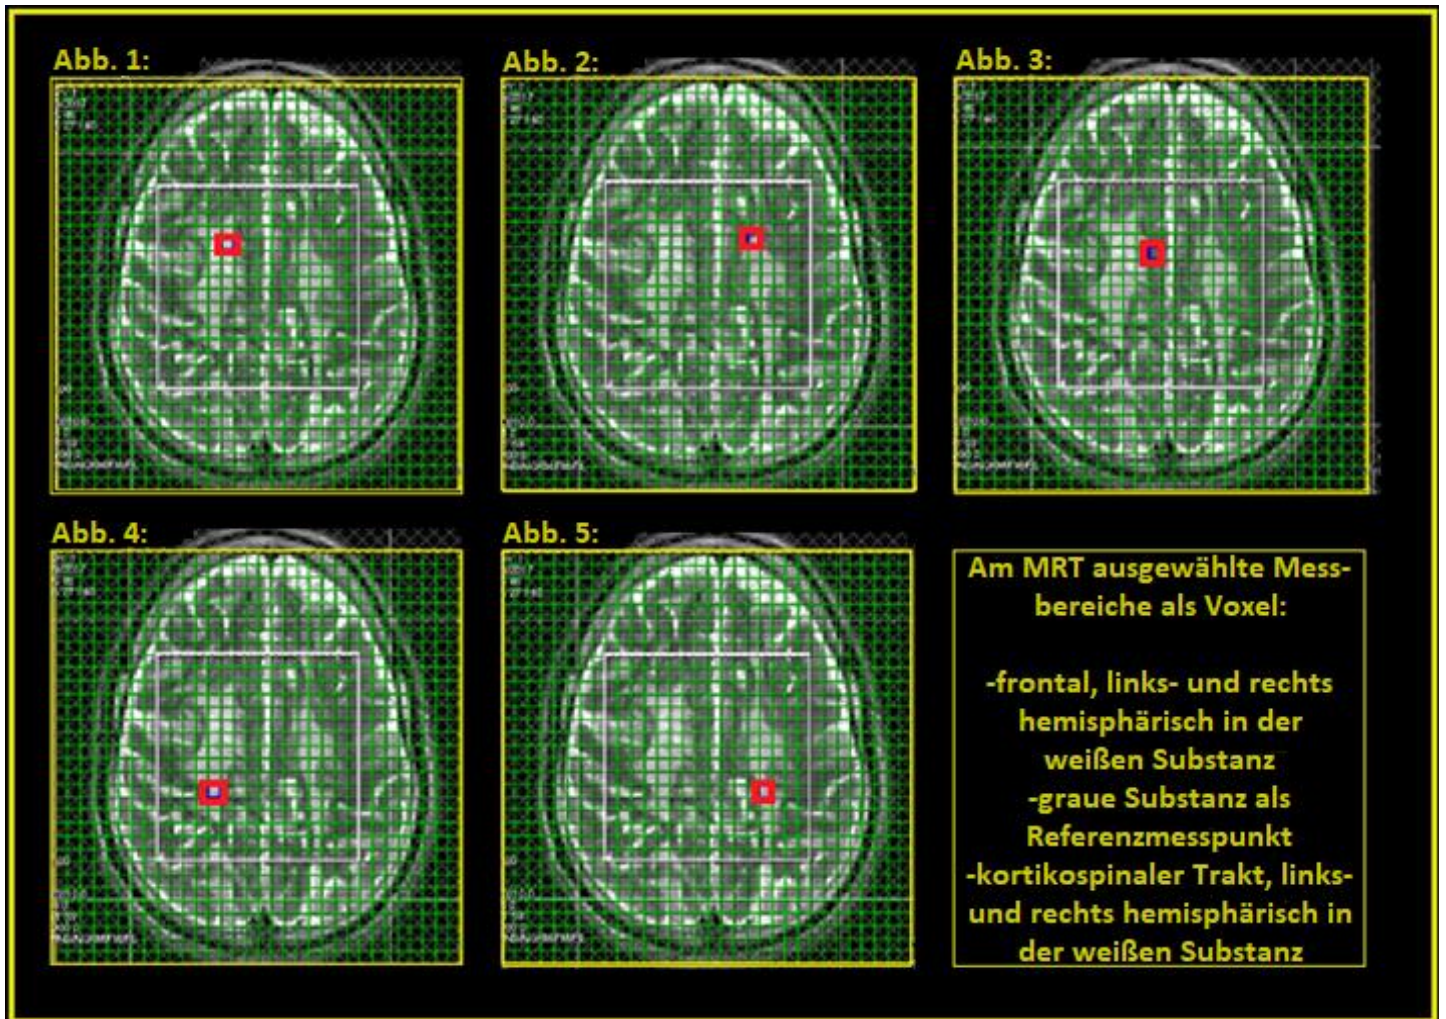 Abb. 1:
Abb. 2:
Abb. 3:
Abb. 4:
Abb. 5:
Am MRT ausgewählte Mess-
bereiche als Voxel:
-frontal, links- und rechts
hemisphärisch in der
weißen Substanz
-graue Substanz als
Referenzmesspunkt
-kortikospinaler Trakt, links-
und rechts hemisphärisch in
der weißen Substanz